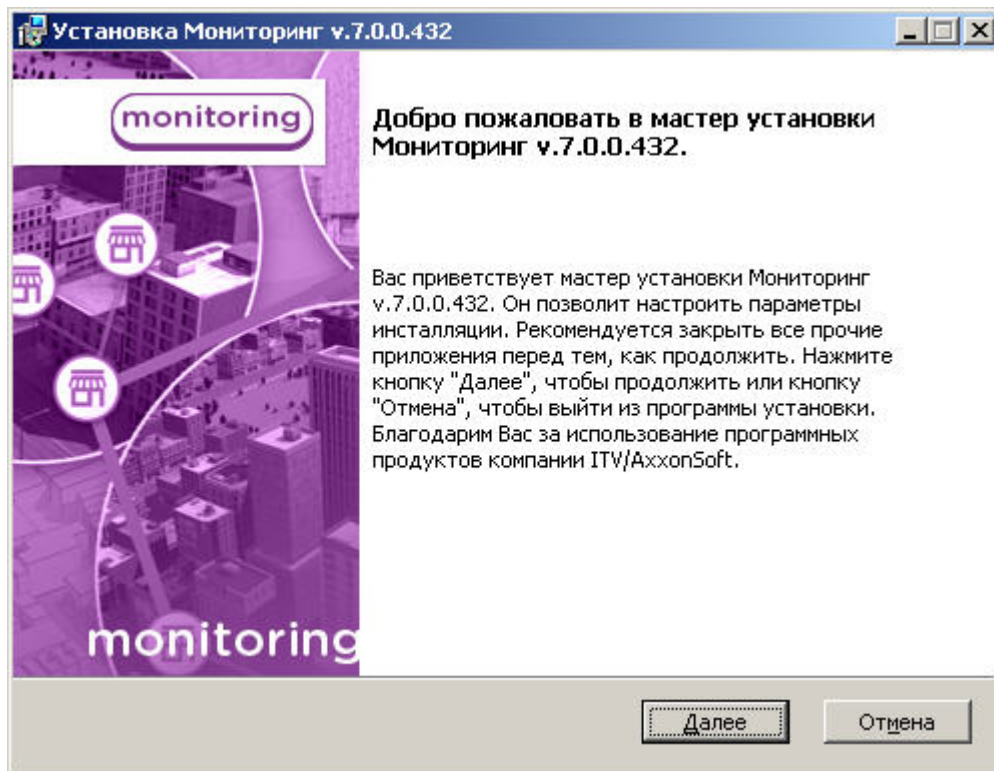 Установка Мониторинг v.7.0.0.432
monitoring
Добро пожаловать в мастер установки
Мониторинг v.7.0.0.432.
Вас приветствует мастер установки Мониторинг
v.7.0.0.432. Он позволит настроить параметры
инсталляции. Рекомендуется закрыть все прочие
приложения перед тем, как продолжить. Нажмите
кнопку "Далее", чтобы продолжить или кнопку
"Отмена", чтобы выйти из программы установки.
Благодарим Вас за использование программных
продуктов компании ITV/AxxonSoft.
monitoring
Далее
Отмена